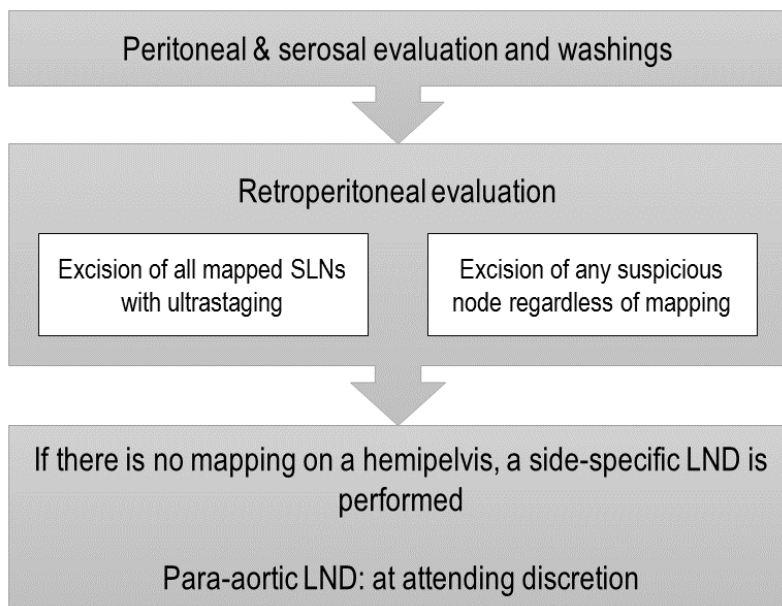 Peritoneal & serosal evaluation and washings
Retroperitoneal evaluation
Excision of all mapped SLNs
with ultrastaging
Excision of any suspicious
node regardless of mapping
If there is no mapping on a hemipelvis, a side-specific LND is
performed
Para-aortic LND: at attending discretion